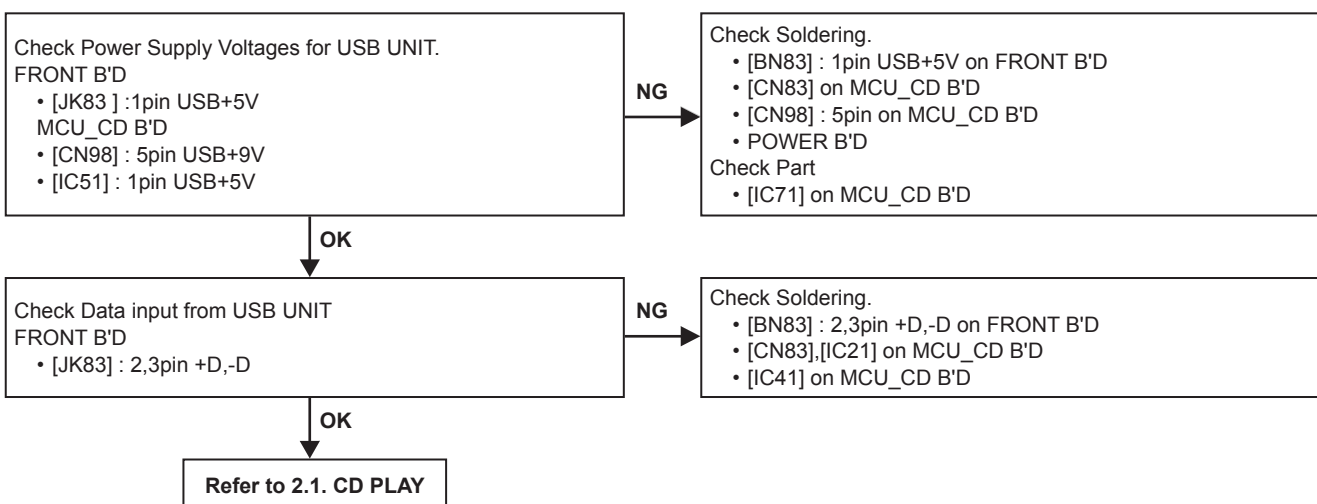 Check Power Supply Voltages for USB UNIT.
FRONT B'D
• [JK83 ] :1pin USB+5V
MCU_CD B'D
• [CN98] : 5pin USB+9V
• [IC51] : 1pin USB+5V
NG
Check Soldering.
• [BN83] : 1pin USB+5V on FRONT B'D
• [CN83] on MCU_CD B'D
• [CN98] : 5pin on MCU_CD B'D
• POWER B'D
Check Part
• [IC71] on MCU_CD B'D
OK
Check Data input from USB UNIT
FRONT B'D
• [JK83] : 2,3pin +D,-D
NG
Check Soldering.
• [BN83] : 2,3pin +D,-D on FRONT B'D
• [CN83],[IC21] on MCU_CD B'D
• [IC41] on MCU_CD B'D
OK
Refer to 2.1. CD PLAY